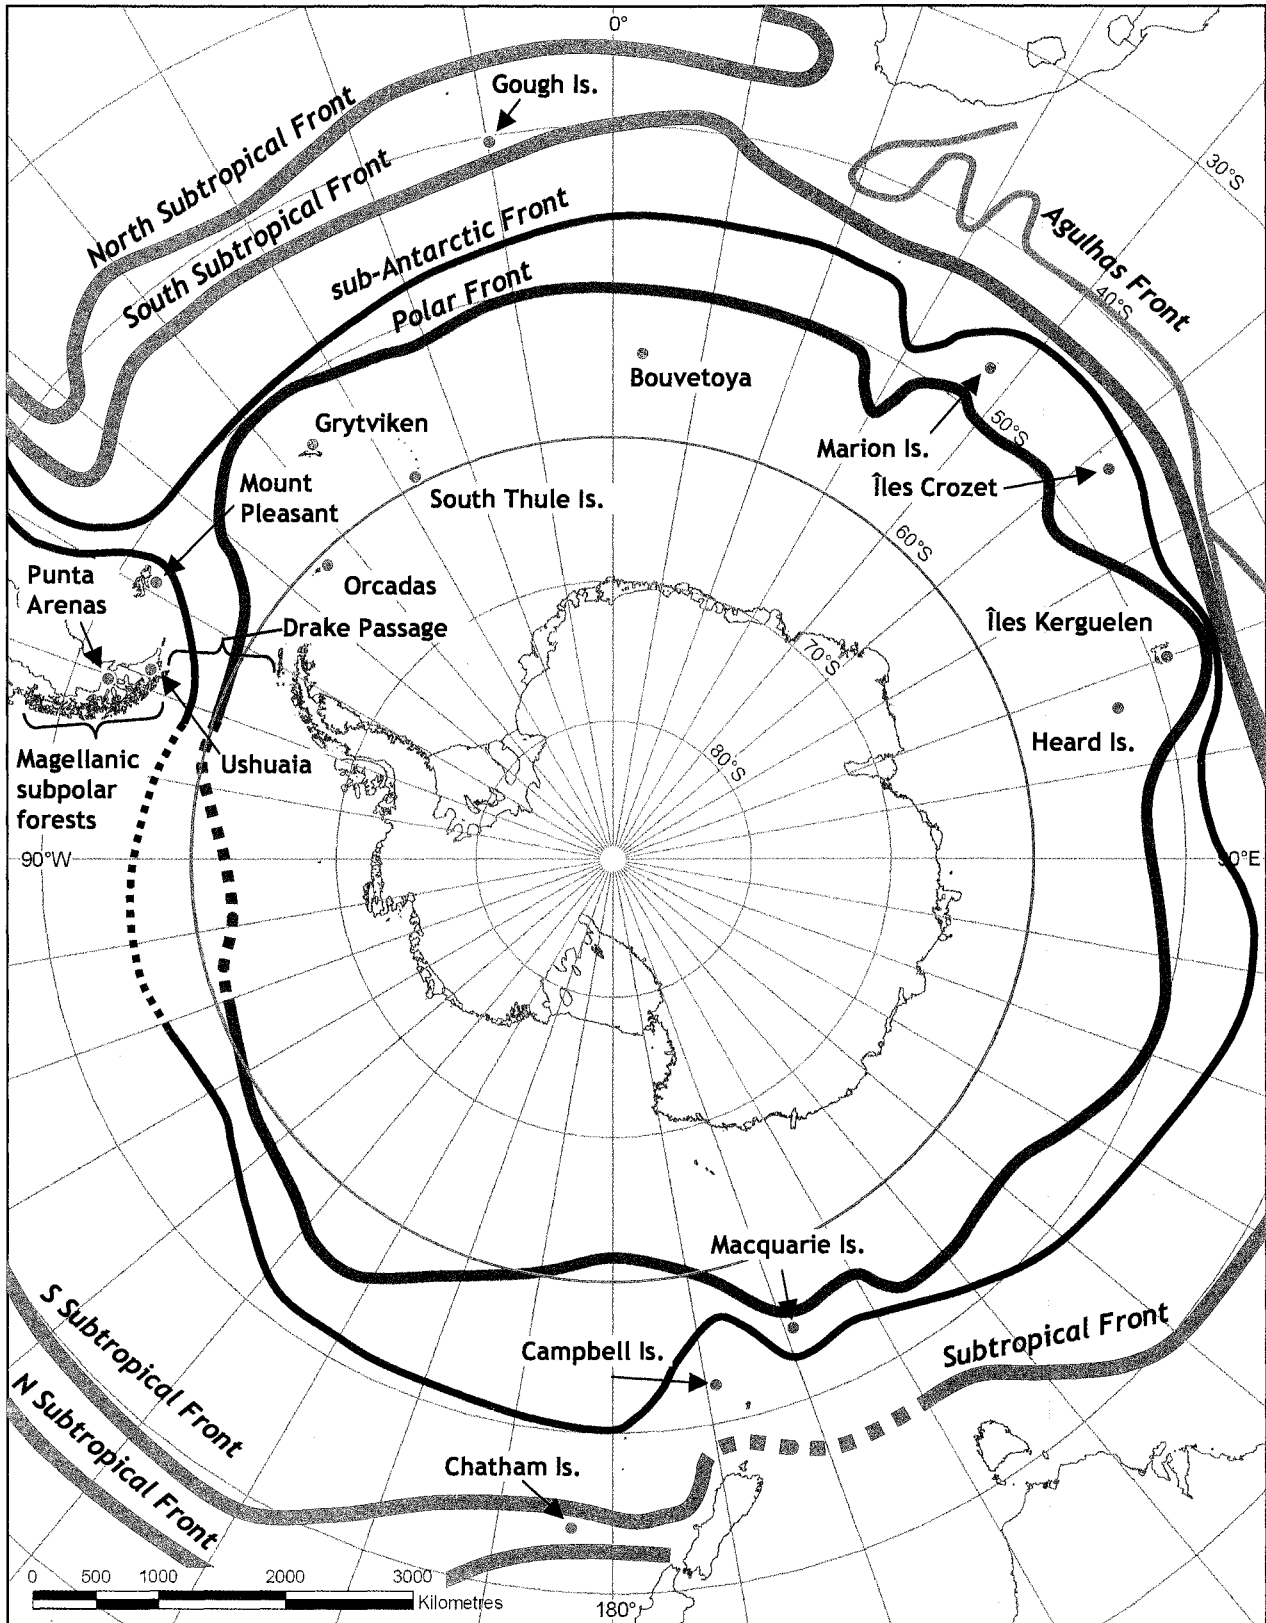 0°
Gough Is.
North Subtropical Front
South Subtropical Front
sub-Antarctic Front
Polar Front
30°S
Agulhas Front
40°S
Bouvetoya
Grytviken
Marion Is.
50°S
Îles Crozet
Mount
Pleasant
South Thule Is.
60°S
Punta
Arenas
Orcadas
Drake Passage
Îles Kerguelen
70°S
Heard Is.
80°S
Ushuaia
Magellanic
subpolar
forests
90°W
90°E
Macquarie Is.
S Subtropical Front
Campbell Is.
Subtropical Front
N Subtropical Front
Chatham Is.
0 500 1000 2000 3000
Kilometres
180°